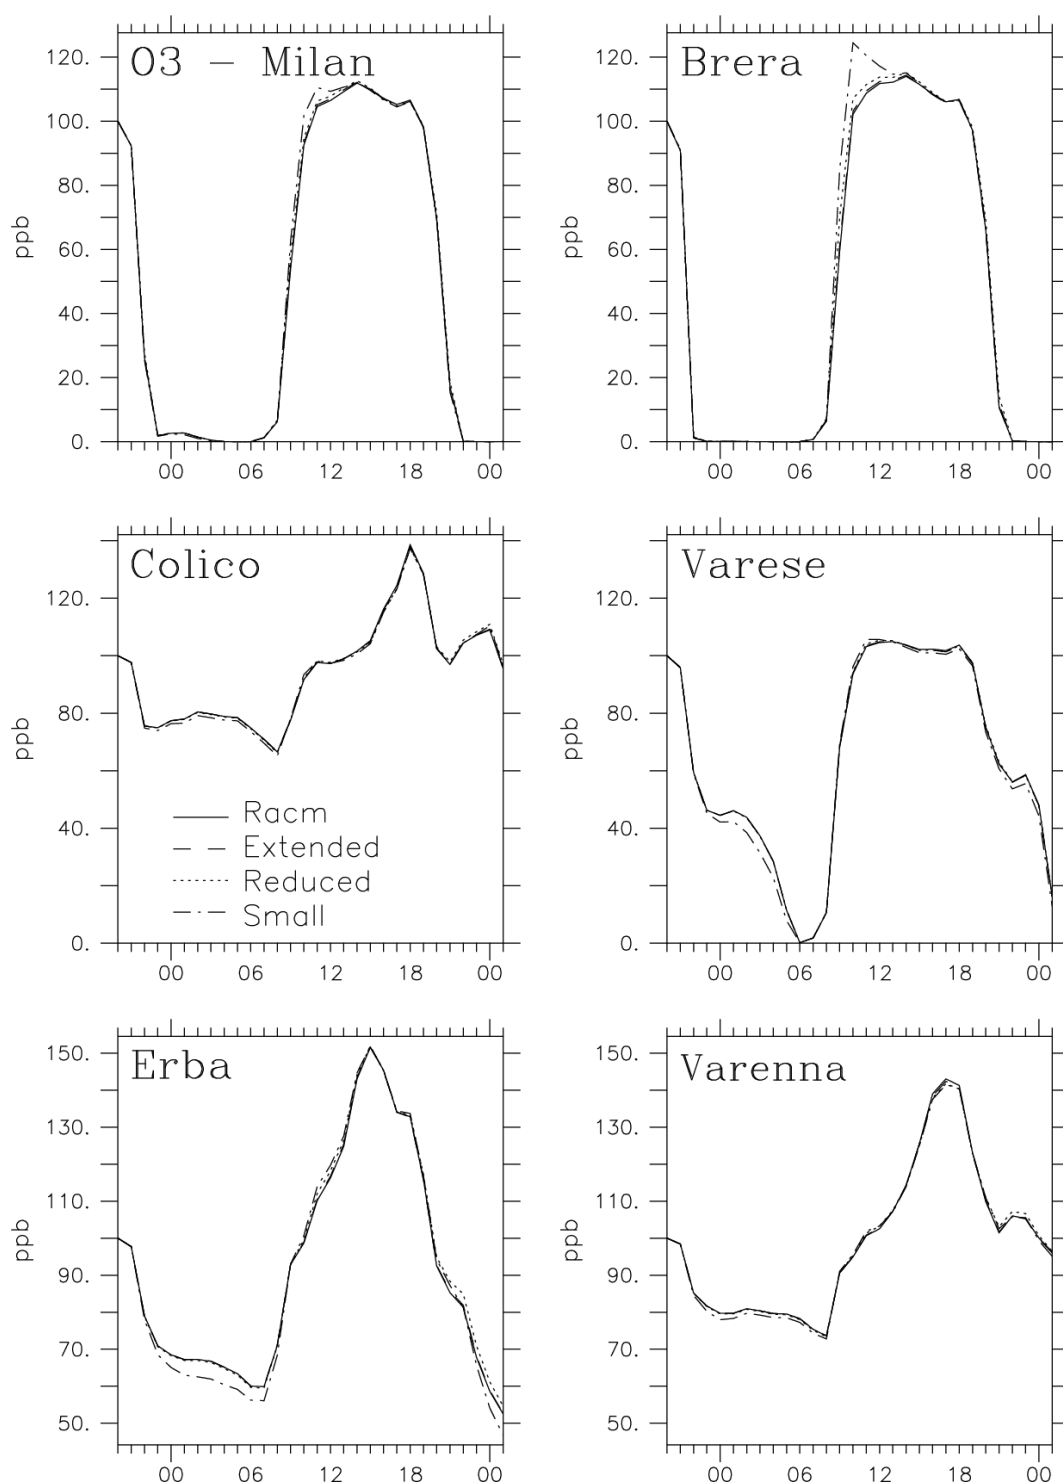 O3 – Milan
120.
100.
80.
60.
40.
20.
0.
ppb
00 06 12 18 00
Brera
120.
100.
80.
60.
40.
20.
0.
ppb
00 06 12 18 00
Colico
120.
80.
40.
0.
ppb
Racm
Extended
Reduced
Small
00 06 12 18 00
Varese
120.
80.
40.
0.
ppb
00 06 12 18 00
Erba
150.
130.
110.
90.
70.
50.
ppb
00 06 12 18 00
Varenna
150.
130.
110.
90.
70.
50.
ppb
00 06 12 18 00